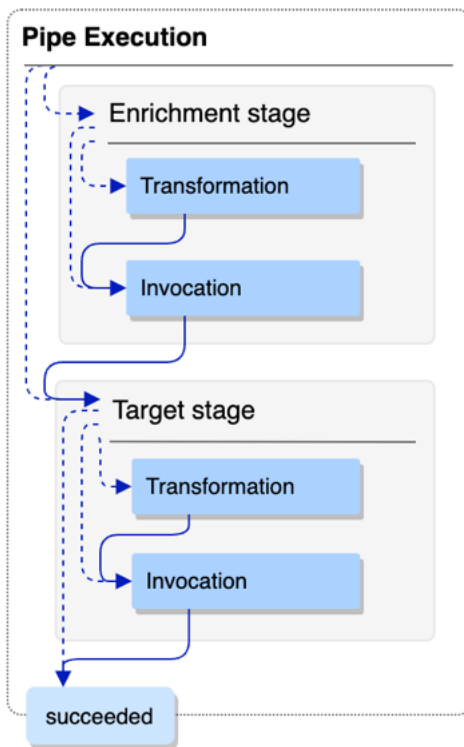 Pipe Execution
Enrichment stage
Transformation
Invocation
Target stage
Transformation
Invocation
succeeded